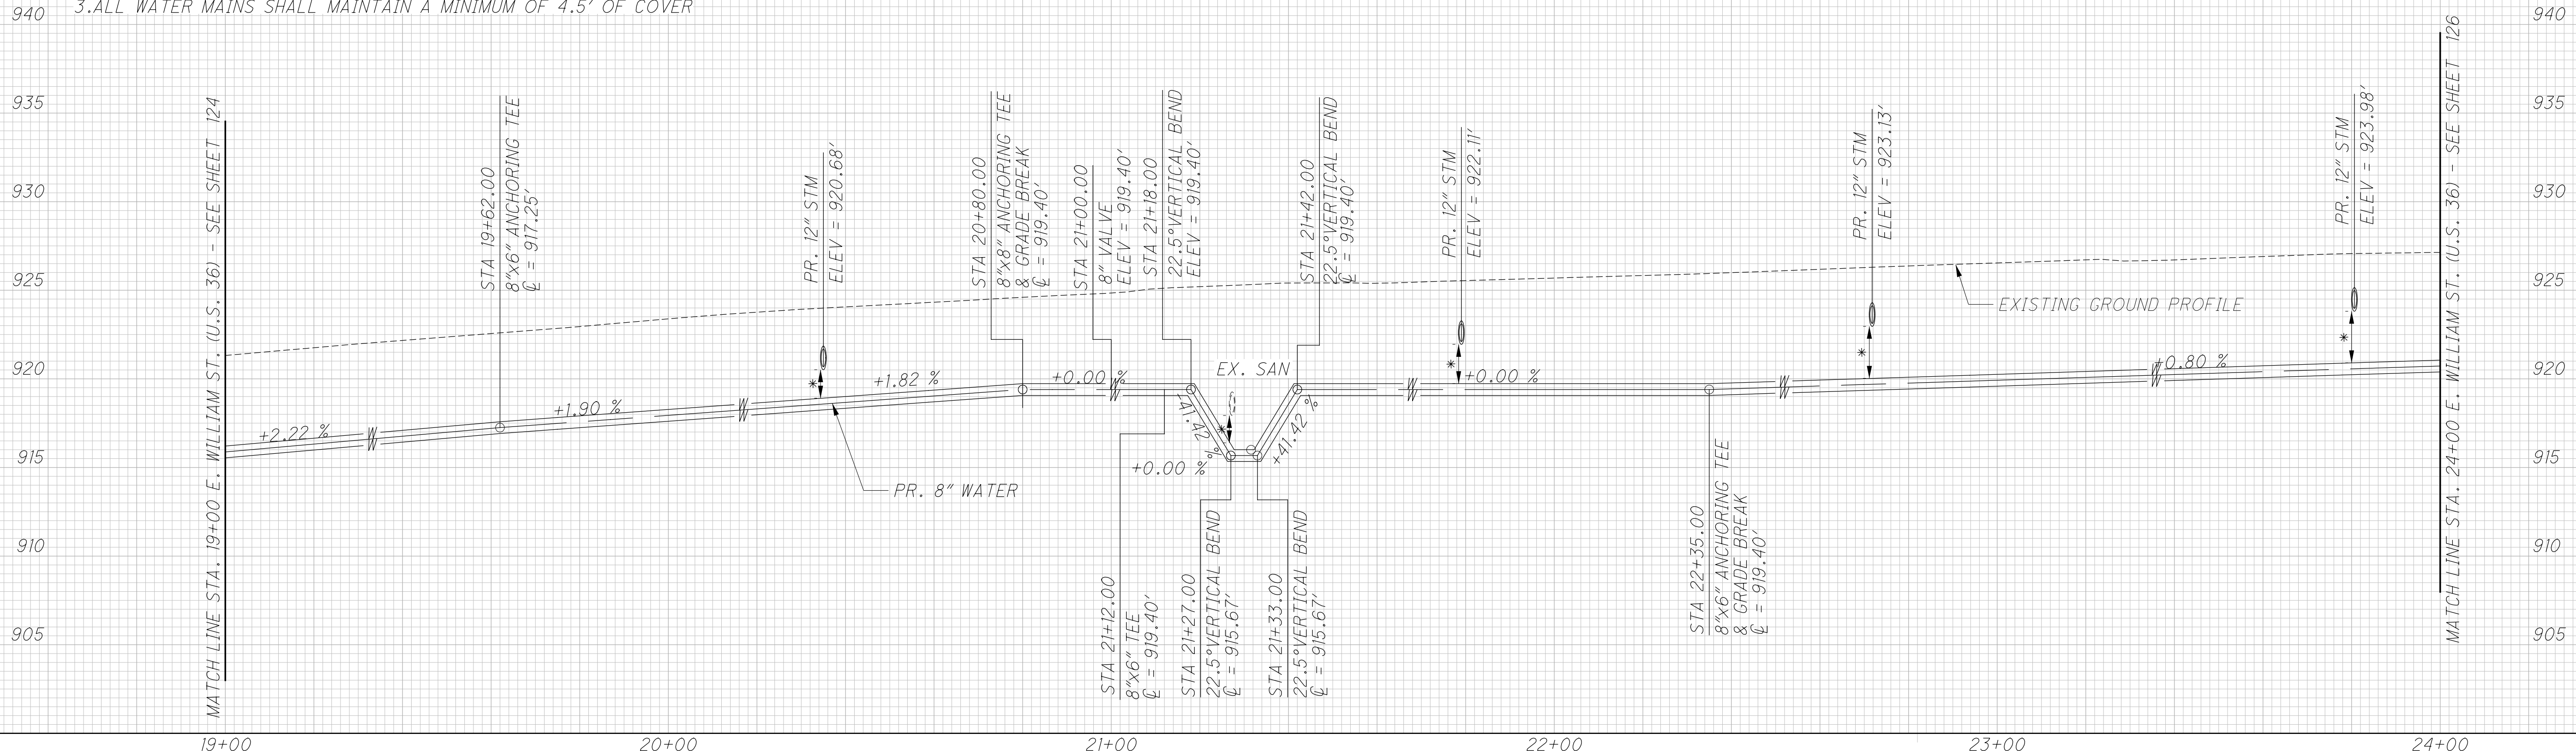 3.ALL WATER MAINS SHALL MAINTAIN A MINIMUM OF 4.5' OF COVER
940
935
930
925
920
915
910
905
MATCH LINE STA. 19+00 E. WILLIAM ST. (U.S. 36) - SEE SHEET 124
+2.22 %
STA 19+62.00
8"x6" ANCHORING TEE
℄ = 917.25'
+1.90 %
PR. 12" STM
ELEV = 920.68'
*
+1.82 %
PR. 8" WATER
STA 20+80.00
8"x8" ANCHORING TEE
& GRADE BREAK
℄ = 919.40'
+0.00 %
STA 21+00.00
8" VALVE
ELEV = 919.40'
STA 21+18.00
22.5°VERTICAL BEND
ELEV = 919.40'
STA 21+12.00
8"x6" TEE
℄ = 919.40'
-41.42 %
EX. SAN
*
+0.00 %
STA 21+27.00
22.5°VERTICAL BEND
℄ = 915.67'
STA 21+33.00
22.5°VERTICAL BEND
℄ = 915.67'
+41.42 %
STA 21+42.00
22.5°VERTICAL BEND
℄ = 919.40'
PR. 12" STM
ELEV = 922.11'
*
+0.00 %
STA 22+35.00
8"x6" ANCHORING TEE
& GRADE BREAK
℄ = 919.40'
PR. 12" STM
ELEV = 923.13'
*
EXISTING GROUND PROFILE
+0.80 %
PR. 12" STM
ELEV = 923.98'
*
MATCH LINE STA. 24+00 E. WILLIAM ST. (U.S. 36) - SEE SHEET 126
940
935
930
925
920
915
910
905
19+00
20+00
21+00
22+00
23+00
24+00